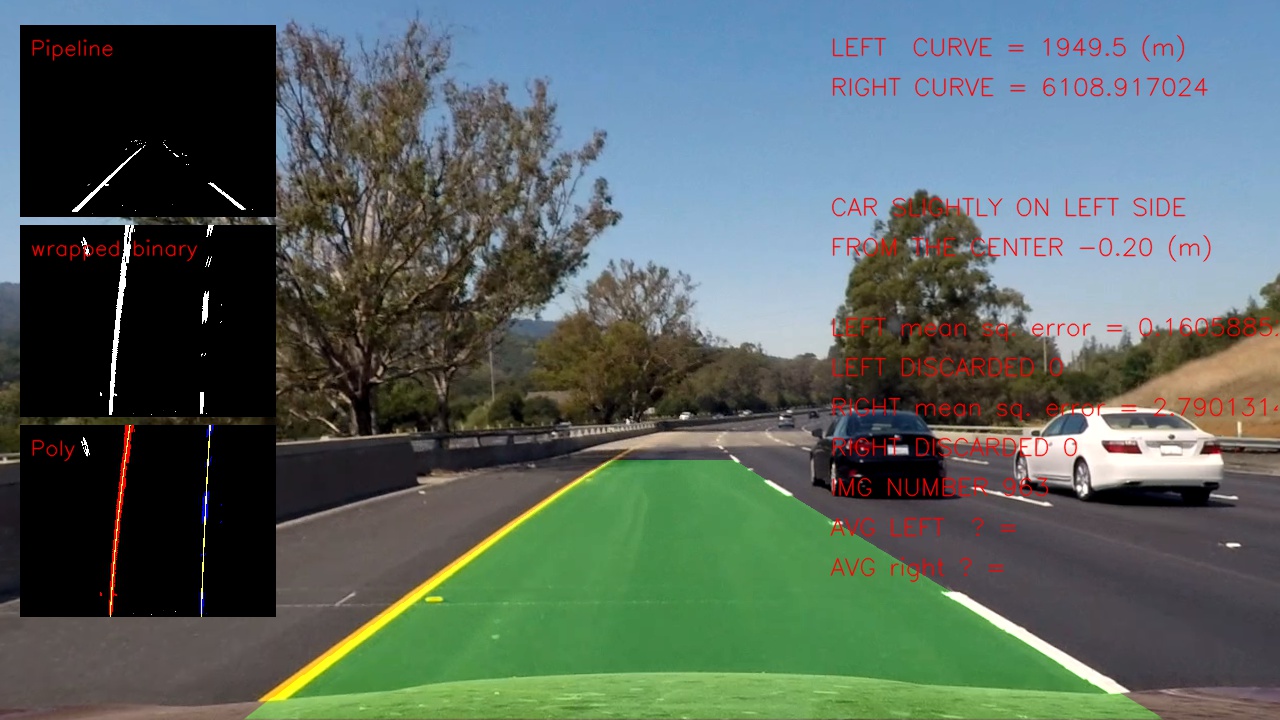 Pipeline
wrapped binary
Poly
LEFT CURVE = 1949.5 (m)
RIGHT CURVE = 6108.917024
CAR SLIGHTLY ON LEFT SIDE
FROM THE CENTER -0.20 (m)
LEFT mean sq. error = 0.1605885.
LEFT DISCARDED 0
RIGHT mean sq. error = 2.7901314
RIGHT DISCARDED 0
IMG NUMBER 963
AVG LEFT ? =
AVG right ? =